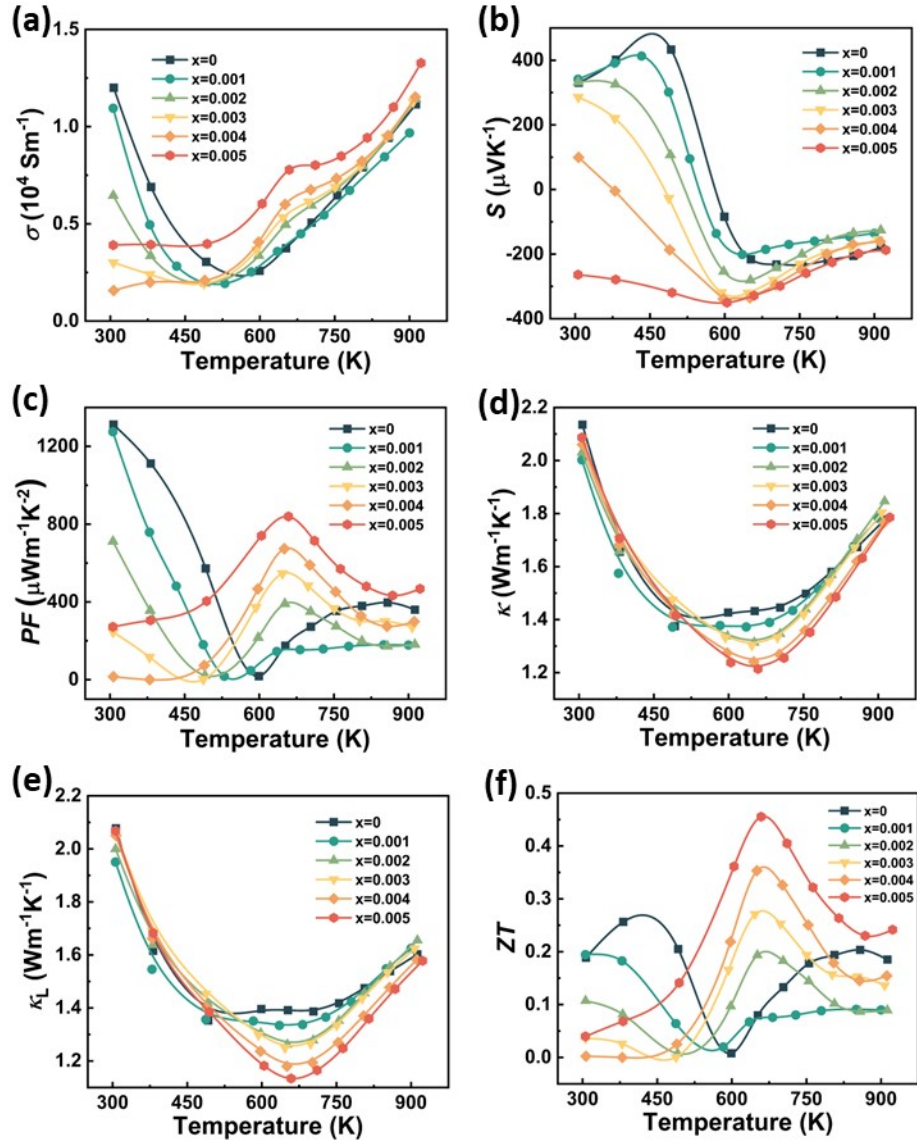 (a)
1.5
1.0
0.5
0.0
σ (10⁴ Sm⁻¹)
x=0
x=0.001
x=0.002
x=0.003
x=0.004
x=0.005
300 450 600 750 900
Temperature (K)
(b)
400
200
0
-200
-400
S (μVK⁻¹)
x=0
x=0.001
x=0.002
x=0.003
x=0.004
x=0.005
300 450 600 750 900
Temperature (K)
(c)
1200
800
400
0
PF (μWm⁻¹K⁻²)
x=0
x=0.001
x=0.002
x=0.003
x=0.004
x=0.005
300 450 600 750 900
Temperature (K)
(d)
2.2
2.0
1.8
1.6
1.4
1.2
κ (Wm⁻¹K⁻¹)
x=0
x=0.001
x=0.002
x=0.003
x=0.004
x=0.005
300 450 600 750 900
Temperature (K)
(e)
2.2
2.0
1.8
1.6
1.4
1.2
κL (Wm⁻¹K⁻¹)
x=0
x=0.001
x=0.002
x=0.003
x=0.004
x=0.005
300 450 600 750 900
Temperature (K)
(f)
0.5
0.4
0.3
0.2
0.1
0.0
ZT
x=0
x=0.001
x=0.002
x=0.003
x=0.004
x=0.005
300 450 600 750 900
Temperature (K)